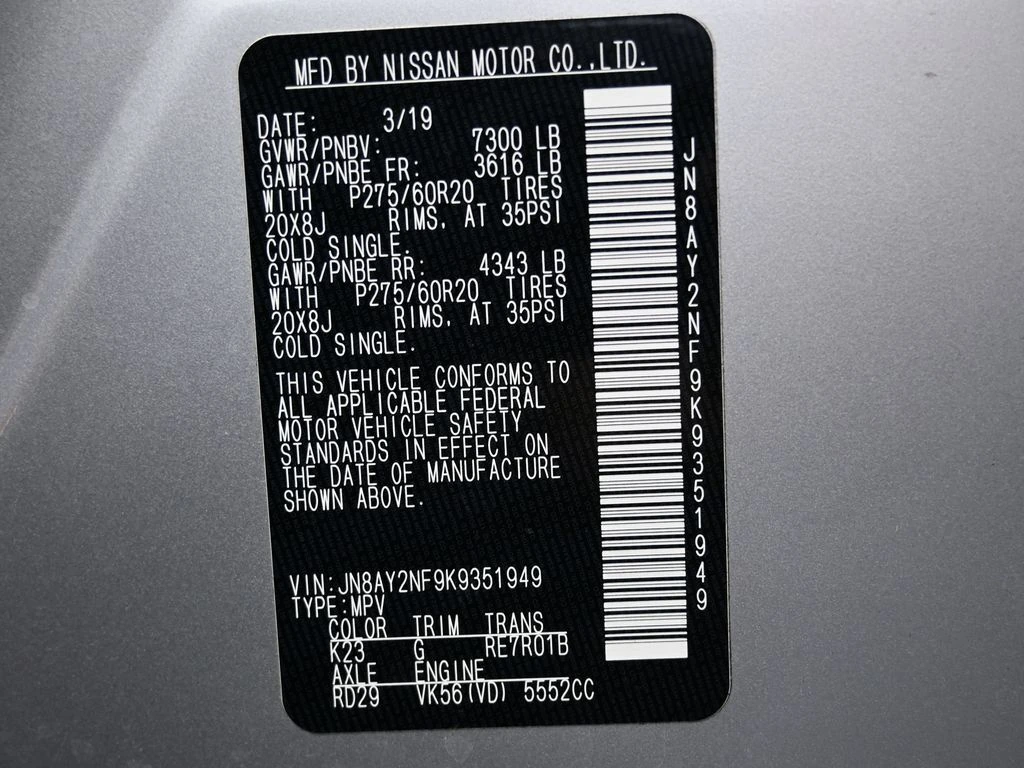 MFD BY NISSAN MOTOR CO.,LTD.
DATE: 3/19
GVWR/PNBV: 7300 LB
GAWR/PNBE FR: 3616 LB
WITH P275/60R20 TIRES
20X8J RIMS, AT 35PSI
COLD SINGLE.
GAWR/PNBE RR: 4343 LB
WITH P275/60R20 TIRES
20X8J RIMS, AT 35PSI
COLD SINGLE.
THIS VEHICLE CONFORMS TO
ALL APPLICABLE FEDERAL
MOTOR VEHICLE SAFETY
STANDARDS IN EFFECT ON
THE DATE OF MANUFACTURE
SHOWN ABOVE.
VIN:JN8AY2NF9K9351949
TYPE:MPV
COLOR TRIM TRANS
K23 G RE7R01B
AXLE ENGINE
RD29 VK56(VD) 5552CC
JN8AY2NF9K9351949